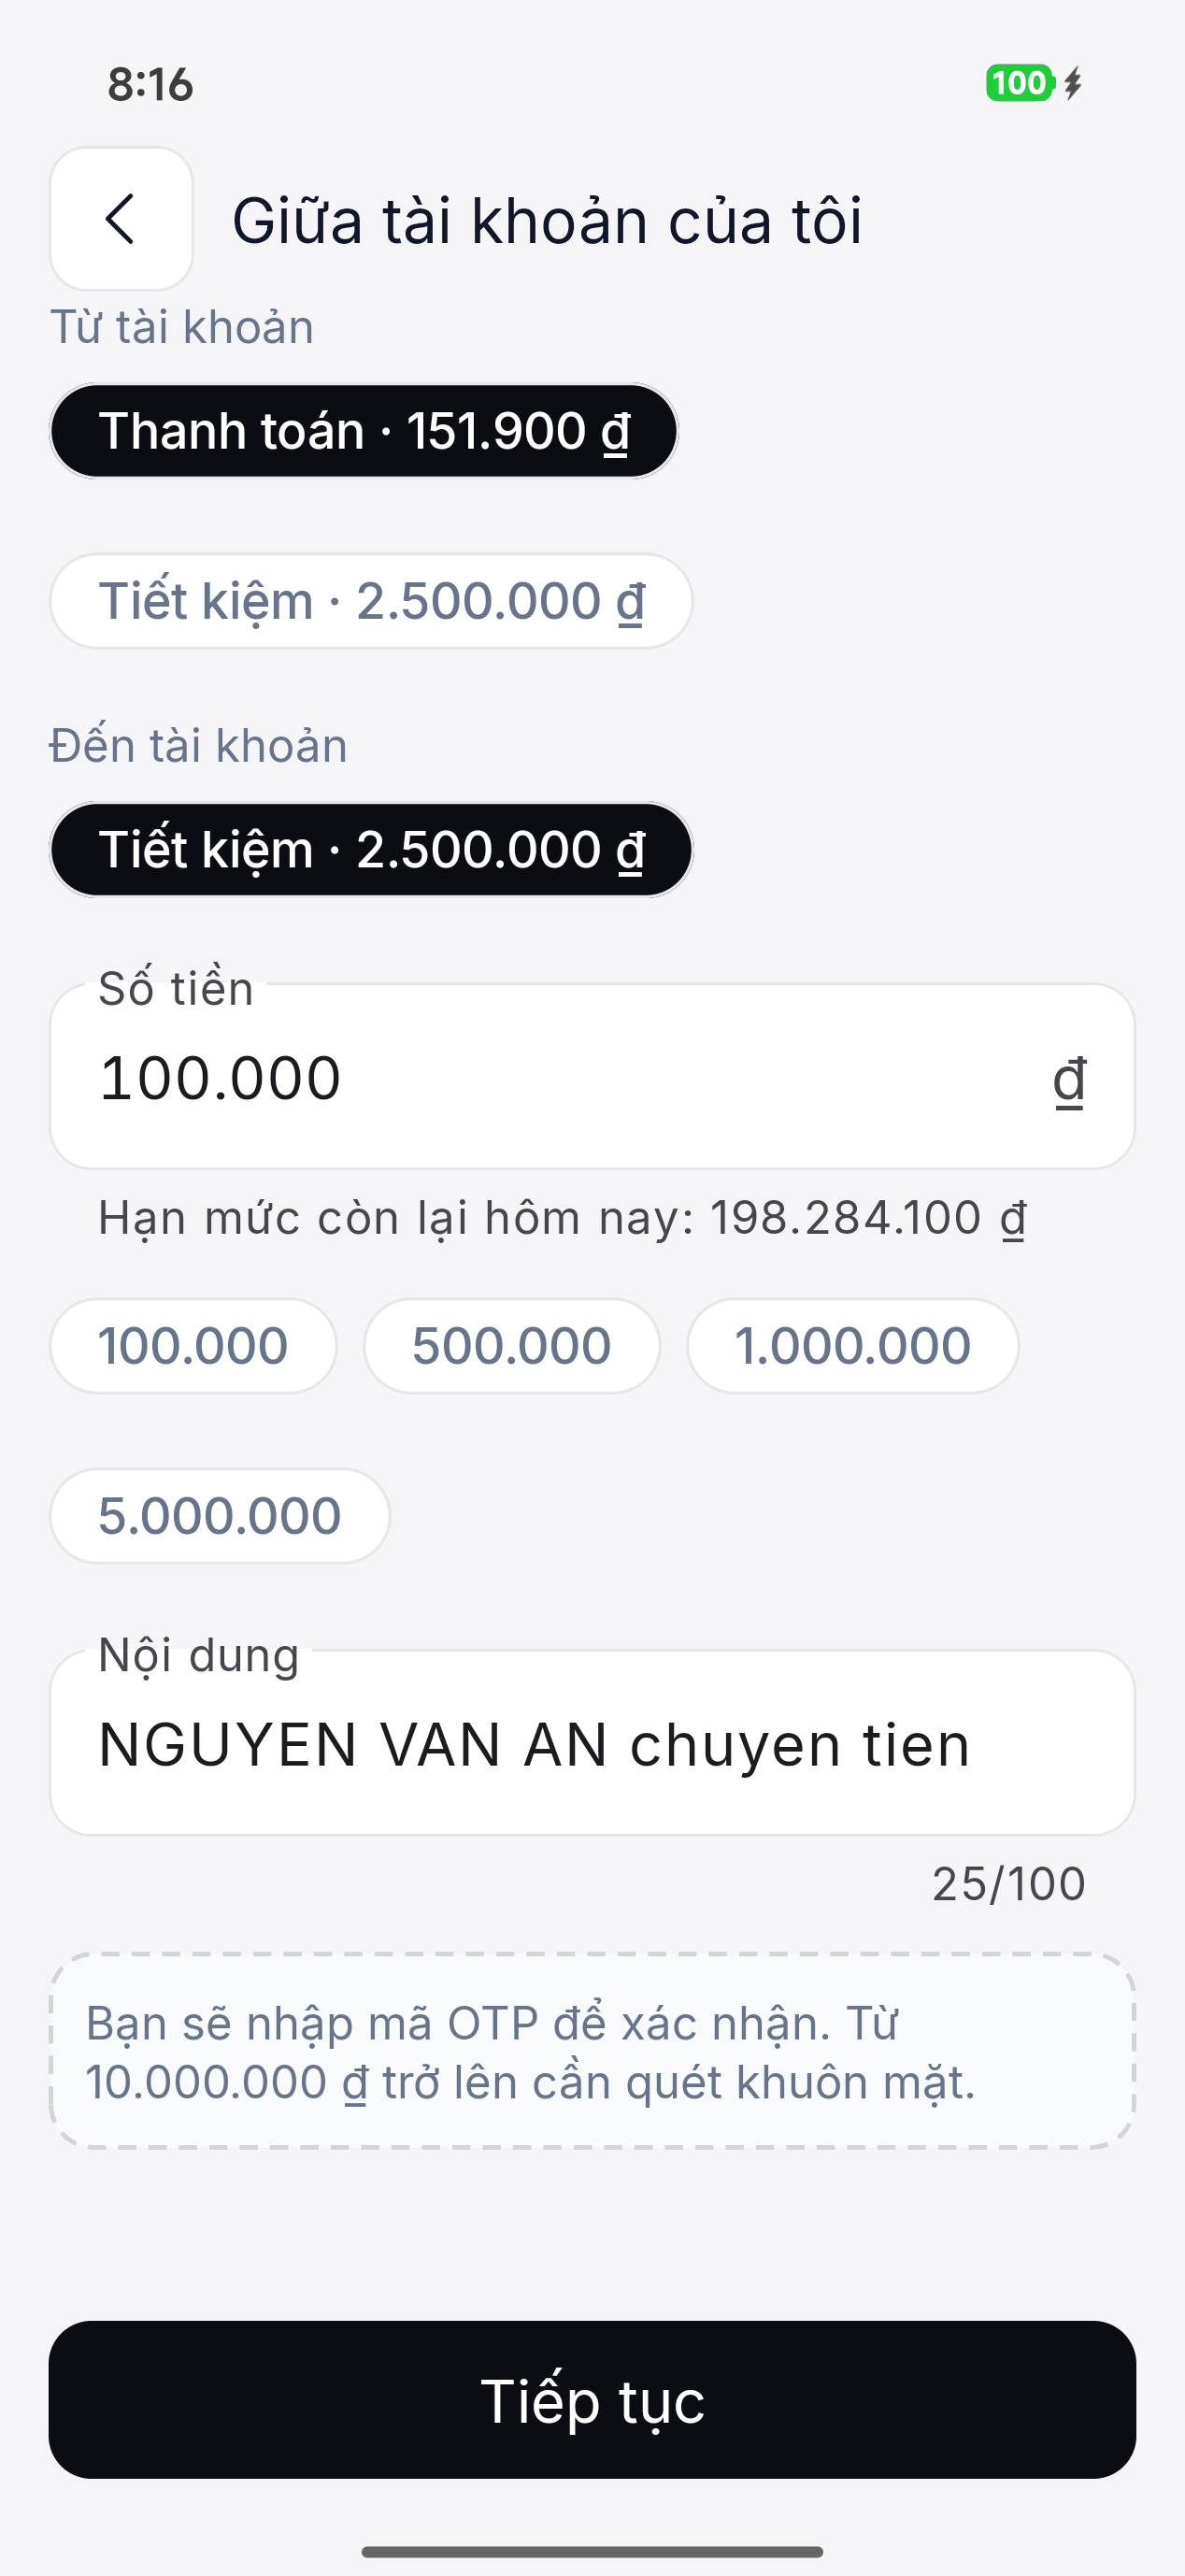 8:16
100
Giữa tài khoản của tôi
Từ tài khoản
Thanh toán · 151.900 ₫
Tiết kiệm · 2.500.000 ₫
Đến tài khoản
Tiết kiệm · 2.500.000 ₫
Số tiền
100.000 ₫
Hạn mức còn lại hôm nay: 198.284.100 ₫
100.000 500.000 1.000.000
5.000.000
Nội dung
NGUYEN VAN AN chuyen tien
25/100
Bạn sẽ nhập mã OTP để xác nhận. Từ
10.000.000 ₫ trở lên cần quét khuôn mặt.
Tiếp tục